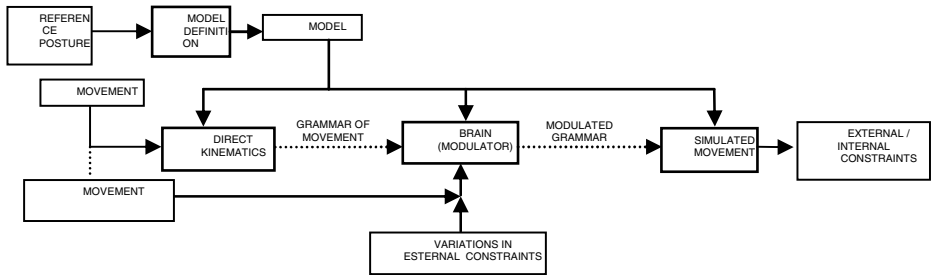 REFEREN
CE
POSTURE
MODEL
DEFINITI
ON
MODEL
MOVEMENT
DIRECT
KINEMATICS
GRAMMAR OF
MOVEMENT
BRAIN
(MODULATOR)
MODULATED
GRAMMAR
SIMULATED
MOVEMENT
EXTERNAL /
INTERNAL
CONSTRAINTS
MOVEMENT
VARIATIONS IN
ESTERNAL CONSTRAINTS